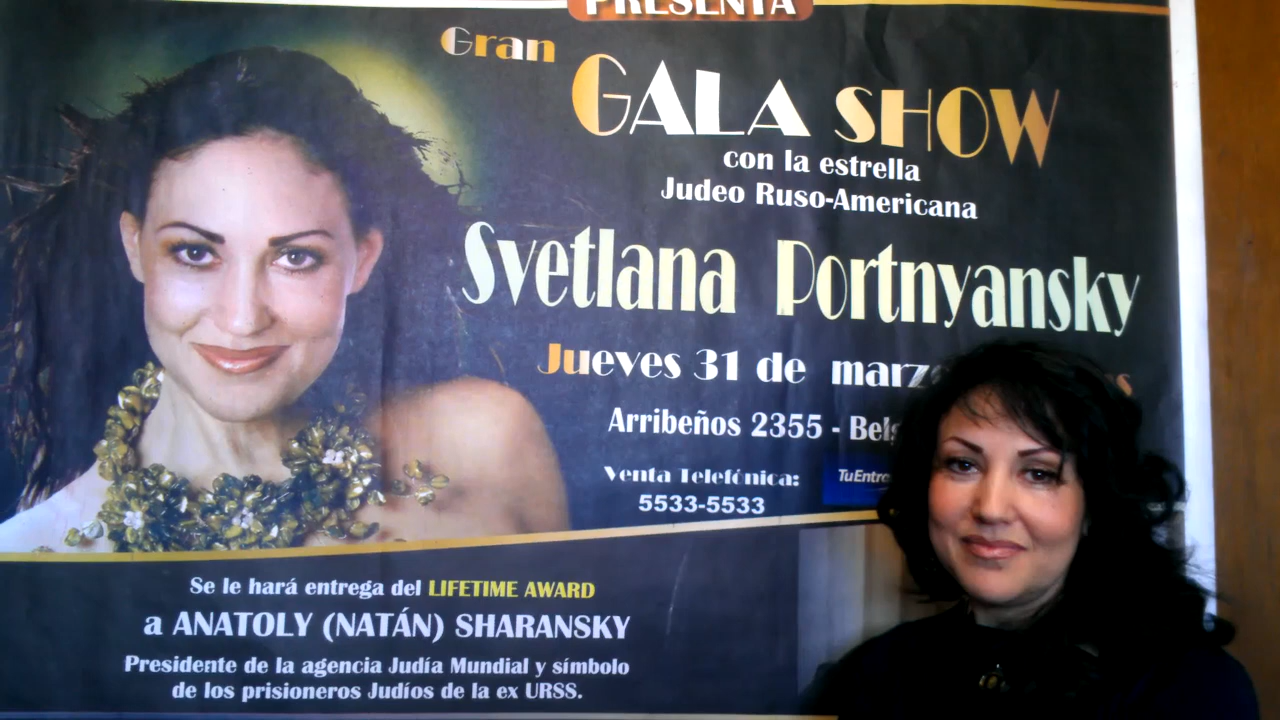 PRESENTA
Gran
GALA SHOW
con la estrella
Judeo Ruso-Americana
Svetlana Portnyansky
Jueves 31 de
Arribeños 2355 -
Venta Telefónica:
5533-5533
Se le hará entrega del LIFETIME AWARD
a ANATOLY (NATÁN) SHARANSKY
Presidente de la agencia Judía Mundial y símbolo
de los prisioneros Judíos de la ex URSS.